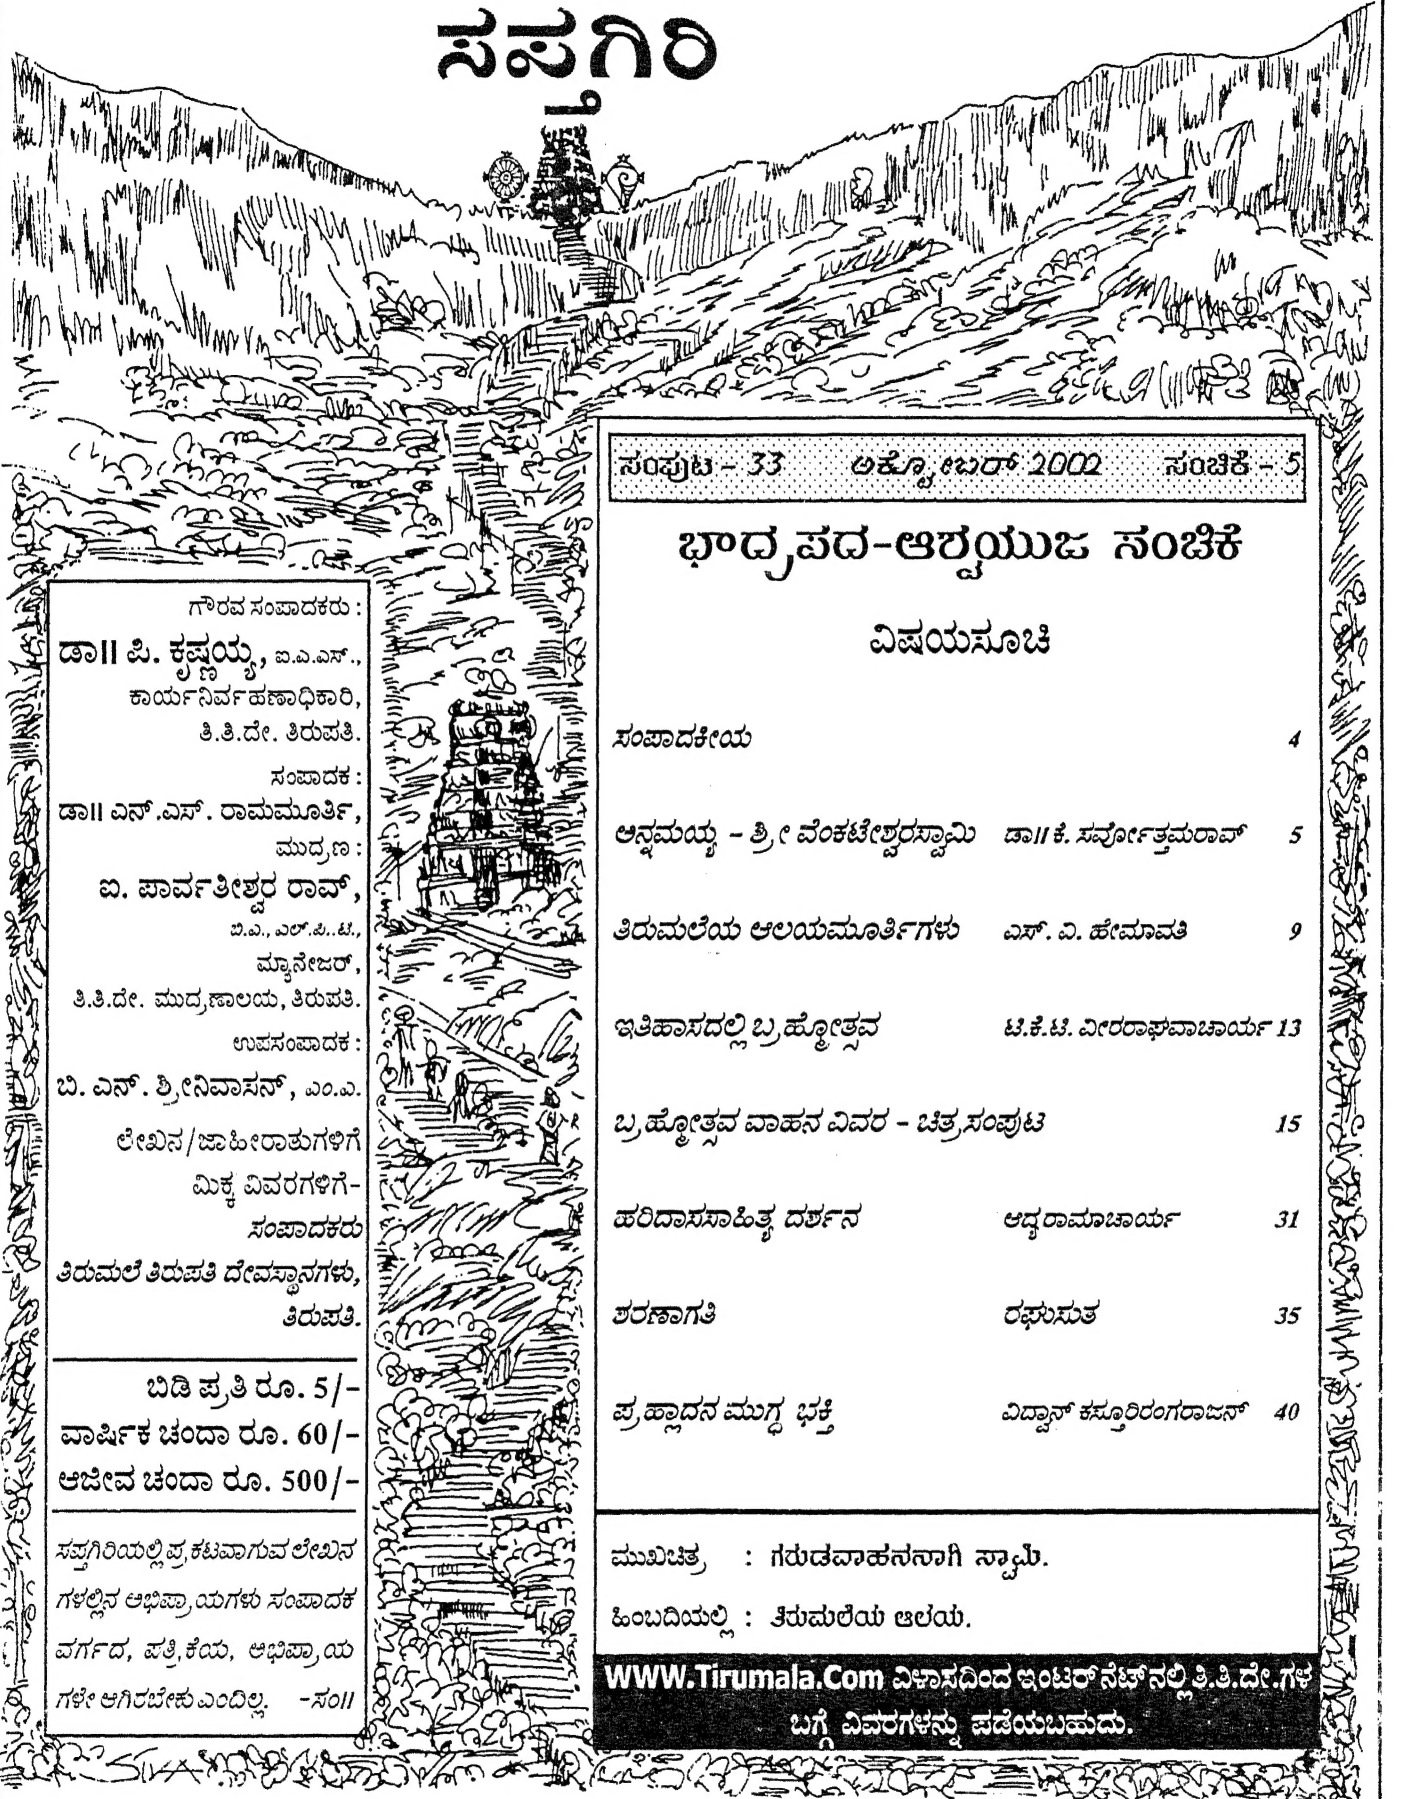 ಸಪ್ತಗಿರಿ
ಗೌರವ ಸಂಪಾದಕರು :
ಡಾ|| ಪಿ. ಕೃಷ್ಣಯ್ಯ, ಐ.ಎ.ಎಸ್.,
ಕಾರ್ಯನಿರ್ವಹಣಾಧಿಕಾರಿ,
ತಿ.ತಿ.ದೇ. ತಿರುಪತಿ.
ಸಂಪಾದಕ :
ಡಾ|| ಎನ್.ಎಸ್. ರಾಮಮೂರ್ತಿ,
ಮುದ್ರಣ :
ಐ. ಪಾರ್ವತೀಶ್ವರ ರಾವ್,
ಬಿ.ಎ., ಎಲ್.ಪಿ..ಟಿ.,
ಮ್ಯಾನೇಜರ್,
ತಿ.ತಿ.ದೇ. ಮುದ್ರಣಾಲಯ, ತಿರುಪತಿ.
ಉಪಸಂಪಾದಕ :
ಬಿ. ಎನ್. ಶ್ರೀನಿವಾಸನ್, ಎಂ.ಎ.
ಲೇಖನ/ಜಾಹೀರಾತುಗಳಿಗೆ
ಮಿಕ್ಕ ವಿವರಗಳಿಗೆ-
ಸಂಪಾದಕರು
ತಿರುಮಲೆ ತಿರುಪತಿ ದೇವಸ್ಥಾನಗಳು,
ತಿರುಪತಿ.
ಬಿಡಿ ಪ್ರತಿ ರೂ. 5/-
ವಾರ್ಷಿಕ ಚಂದಾ ರೂ. 60/-
ಆಜೀವ ಚಂದಾ ರೂ. 500/-
ಸಪ್ತಗಿರಿಯಲ್ಲಿ ಪ್ರಕಟವಾಗುವ ಲೇಖನ
ಗಳಲ್ಲಿನ ಅಭಿಪ್ರಾಯಗಳು ಸಂಪಾದಕ
ವರ್ಗದ, ಪತ್ರಿಕೆಯ, ಅಭಿಪ್ರಾಯ
ಗಳೇ ಆಗಿರಬೇಕು ಎಂದಿಲ್ಲ. -ಸಂ||
ಸಂಪುಟ - 33 ಅಕ್ಟೋಬರ್ 2002 ಸಂಚಿಕೆ - 5
ಭಾದ್ರಪದ-ಆಶ್ವಯುಜ ಸಂಚಿಕೆ
ವಿಷಯಸೂಚಿ
ಸಂಪಾದಕೀಯ 4
ಅನ್ನಮಯ್ಯ - ಶ್ರೀ ವೆಂಕಟೇಶ್ವರಸ್ವಾಮಿ ಡಾ|| ಕೆ. ಸರ್ವೋತ್ತಮರಾವ್ 5
ತಿರುಮಲೆಯ ಆಲಯಮೂರ್ತಿಗಳು ಎಸ್. ಎ. ಹೇಮಾವತಿ 9
ಇತಿಹಾಸದಲ್ಲಿ ಬ್ರಹ್ಮೋತ್ಸವ ಟಿ.ಕೆ.ಟಿ. ವೀರರಾಘವಾಚಾರ್ಯ 13
ಬ್ರಹ್ಮೋತ್ಸವ ವಾಹನ ವಿವರ - ಚಿತ್ರಸಂಪುಟ 15
ಹರಿದಾಸಸಾಹಿತ್ಯ ದರ್ಶನ ಆದ್ಯರಾಮಾಚಾರ್ಯ 31
ಶರಣಾಗತಿ ರಘುಸುತ 35
ಪ್ರಹ್ಲಾದನ ಮುಗ್ಧ ಭಕ್ತಿ ವಿದ್ವಾನ್ ಕಸ್ತೂರಿರಂಗರಾಜನ್ 40
ಮುಖಚಿತ್ರ : ಗರುಡವಾಹನನಾಗಿ ಸ್ವಾಮಿ.
ಹಿಂಬದಿಯಲ್ಲಿ : ತಿರುಮಲೆಯ ಆಲಯ.
WWW.Tirumala.Com ವಿಳಾಸದಿಂದ ಇಂಟರ್‌ನೆಟ್‌ನಲ್ಲಿ ತಿ.ತಿ.ದೇ.ಗಳ
ಬಗ್ಗೆ ವಿವರಗಳನ್ನು ಪಡೆಯಬಹುದು.